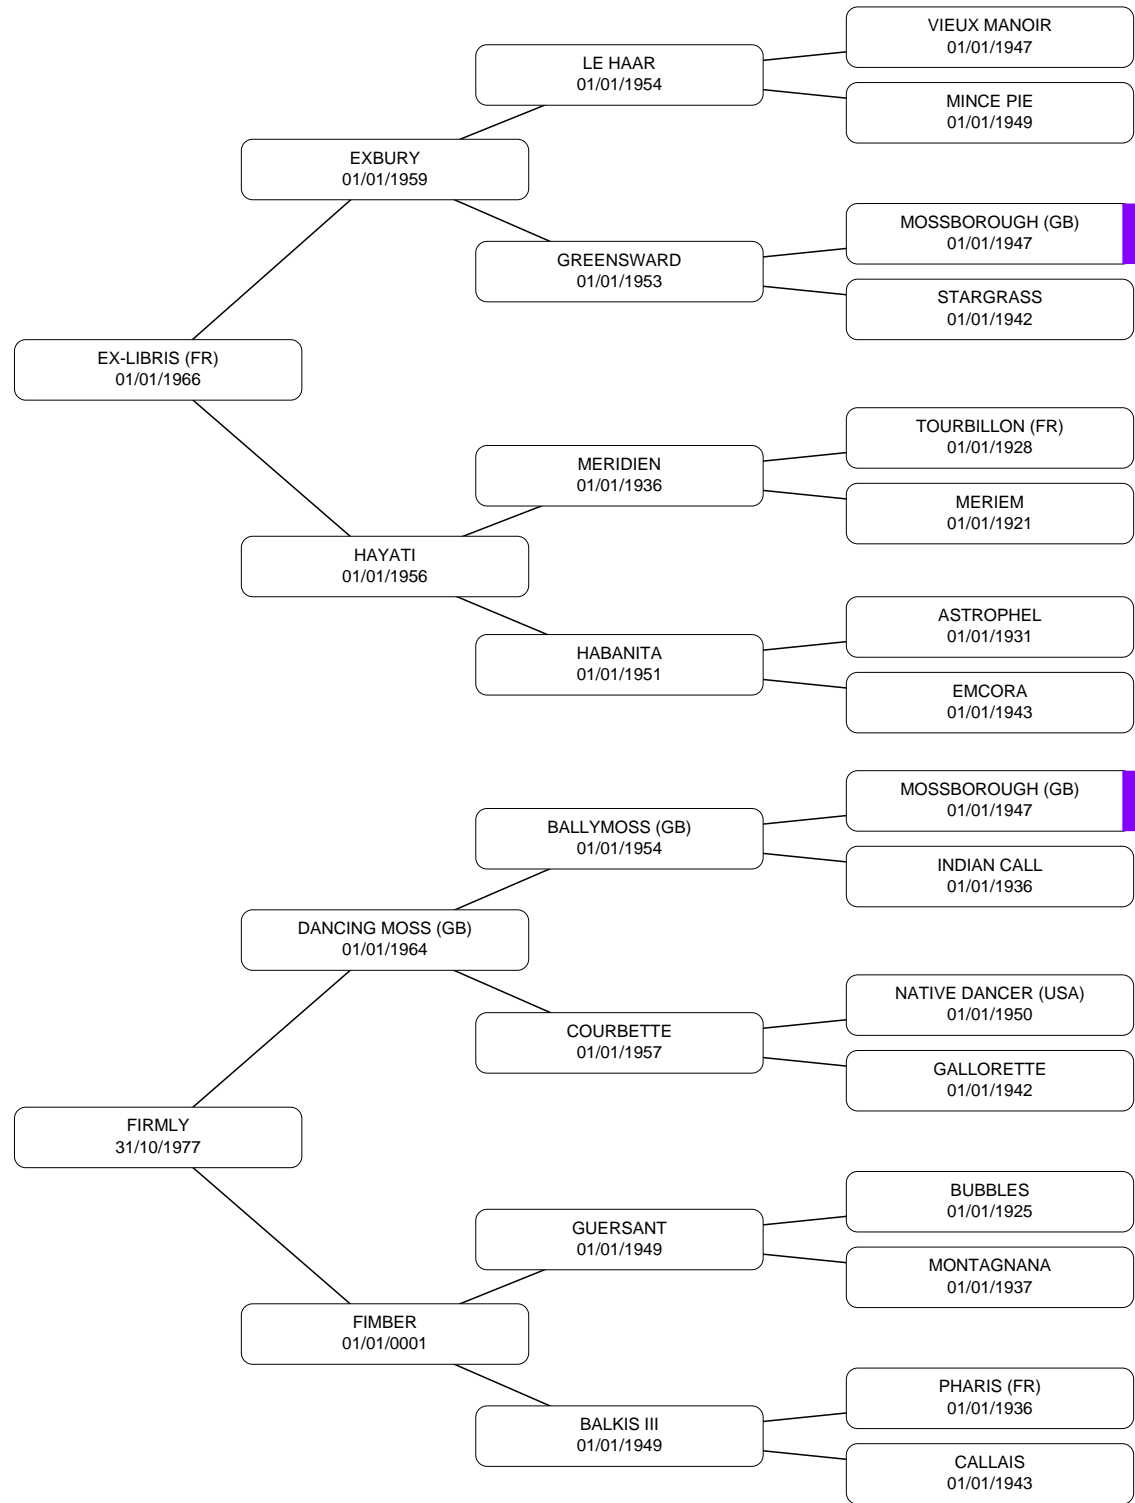 VIEUX MANOIR
01/01/1947
LE HAAR
01/01/1954
MINCE PIE
01/01/1949
EXBURY
01/01/1959
MOSSBOROUGH (GB)
01/01/1947
GREENSWARD
01/01/1953
STARGRASS
01/01/1942
EX-LIBRIS (FR)
01/01/1966
TOURBILLON (FR)
01/01/1928
MERIDIEN
01/01/1936
MERIEM
01/01/1921
HAYATI
01/01/1956
ASTROPHEL
01/01/1931
HABANITA
01/01/1951
EMCORA
01/01/1943
MOSSBOROUGH (GB)
01/01/1947
BALLYMOSS (GB)
01/01/1954
INDIAN CALL
01/01/1936
DANCING MOSS (GB)
01/01/1964
NATIVE DANCER (USA)
01/01/1950
COURBETTE
01/01/1957
GALLORETTE
01/01/1942
FIRMLY
31/10/1977
BUBBLES
01/01/1925
GUERSANT
01/01/1949
MONTAGNANA
01/01/1937
FIMBER
01/01/0001
PHARIS (FR)
01/01/1936
BALKIS III
01/01/1949
CALLAIS
01/01/1943